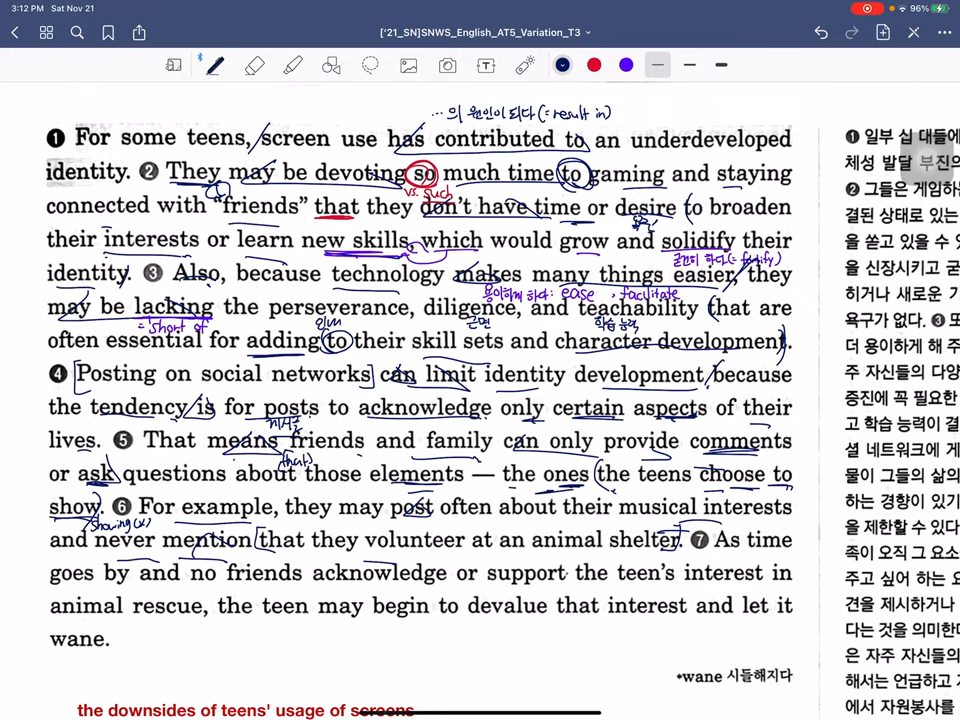 3:12 PM Sat Nov 21
96%
['21_SN]SNWS_English_AT5_Variation_T3
… 의 원인이 되다 (= result in)
❶ For some teens, screen use has contributed to an underdeveloped
identity. ❷ They may be devoting so much time to gaming and staying
vs. such
connected with “friends” that they don’t have time or desire to broaden
their interests or learn new skills, which would grow and solidify their
굳건히 하다 (= fortify)
identity. ❸ Also, because technology makes many things easier, they
용이하게 하다: ease, facilitate
may be lacking the perseverance, diligence, and teachability that are
= short of
인내
근면
학습 능력
often essential for adding to their skill sets and character development.
❹ Posting on social networks can limit identity development, because
the tendency is for posts to acknowledge only certain aspects of their
게시글
lives. ❺ That means friends and family can only provide comments
(that)
or ask questions about those elements — the ones the teens choose to
show. ❻ For example, they may post often about their musical interests
showing (x)
and never mention that they volunteer at an animal shelter. ❼ As time
goes by and no friends acknowledge or support the teen’s interest in
animal rescue, the teen may begin to devalue that interest and let it
wane.
*wane 시들해지다
the downsides of teens' usage of screens
❶ 일부 십 대들에
체성 발달 부진의
❷ 그들은 게임하는
결된 상태로 있는
을 쏟고 있을 수
을 신장시키고 굳
히거나 새로운 기
욕구가 없다. ❸ 또
더 용이하게 해 주
주 자신들의 다양
증진에 꼭 필요한
고 학습 능력이 결
셜 네트워크에 게
물이 그들의 삶의
하는 경향이 있기
을 제한할 수 있다
족이 오직 그 요소
주고 싶어 하는 요
견을 제시하거나
다는 것을 의미한다
은 자주 자신들의
해서는 언급하고
에서 자원봉사를